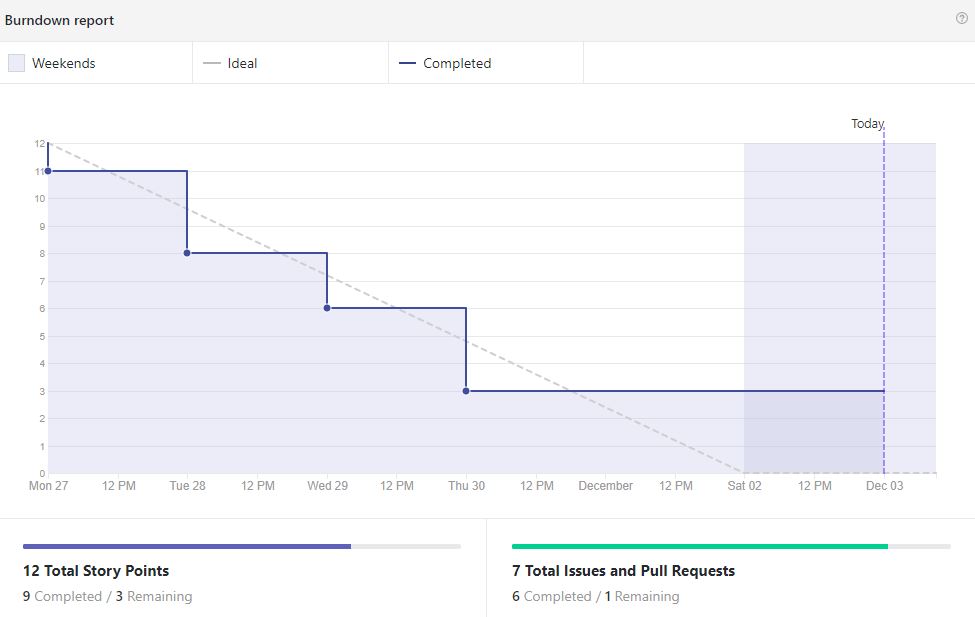 Burndown report
Weekends
Ideal
Completed
Today
12
11
10
9
8
7
6
5
4
3
2
1
0
Mon 27 12 PM Tue 28 12 PM Wed 29 12 PM Thu 30 12 PM December 12 PM Sat 02 12 PM Dec 03
12 Total Story Points
9 Completed / 3 Remaining
7 Total Issues and Pull Requests
6 Completed / 1 Remaining